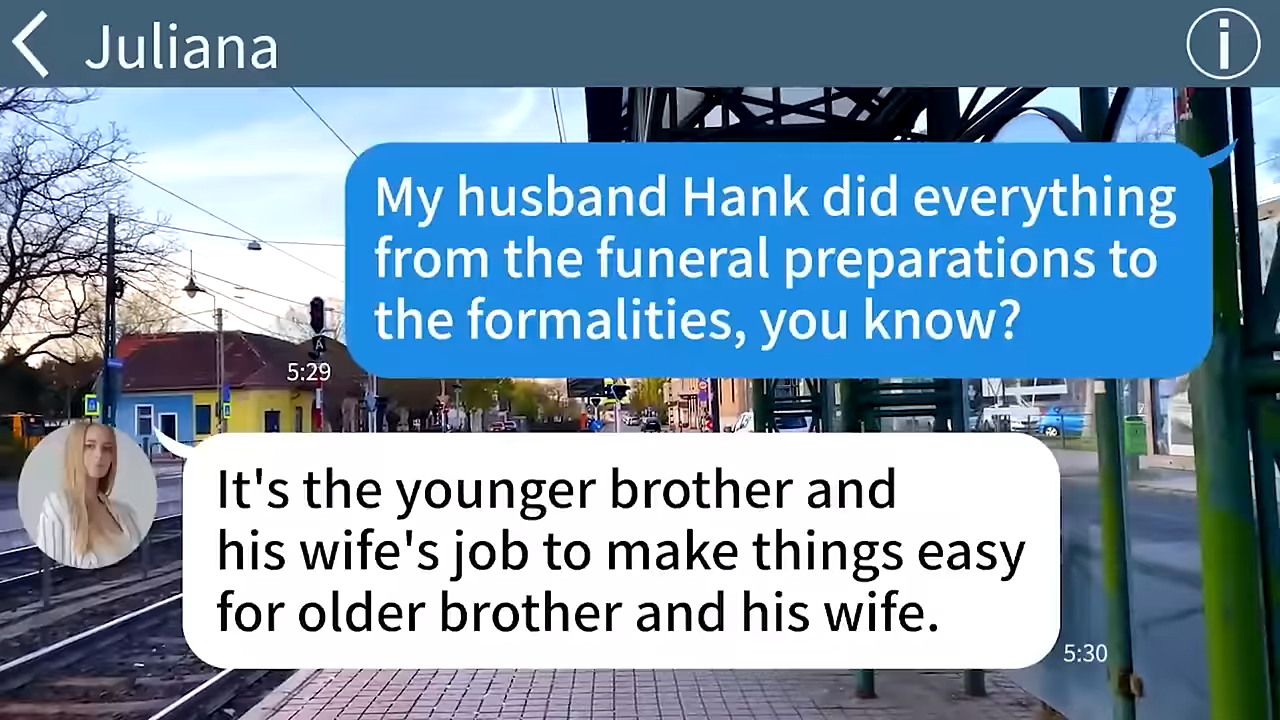 Juliana
My husband Hank did everything
from the funeral preparations to
the formalities, you know?
5:29
It's the younger brother and
his wife's job to make things easy
for older brother and his wife.
5:30